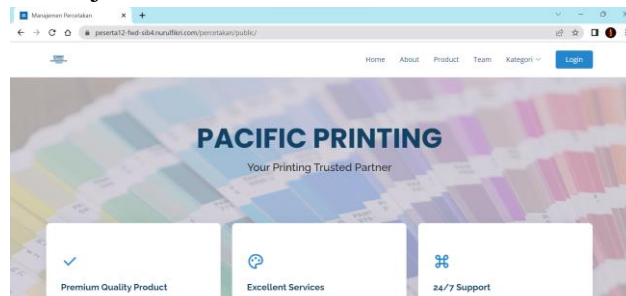 Manajemen Percetakan
peserta12-fwd-sib4.nurulfikri.com/percetakan/public/
Home About Product Team Kategori Login
PACIFIC PRINTING
Your Printing Trusted Partner
Premium Quality Product Excellent Services 24/7 Support